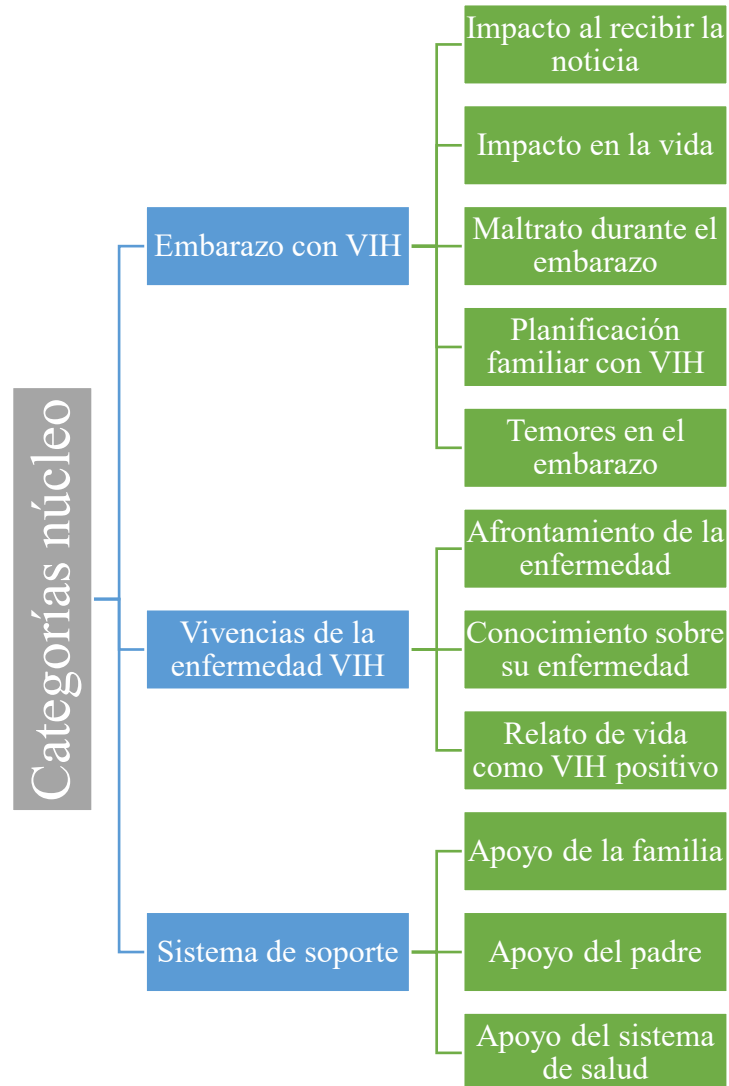 Categorías núcleo
Embarazo con VIH
Impacto al recibir la
noticia
Impacto en la vida
Maltrato durante el
embarazo
Planificación
familiar con VIH
Temores en el
embarazo
Vivencias de la
enfermedad VIH
Afrontamiento de la
enfermedad
Conocimiento sobre
su enfermedad
Relato de vida
como VIH positivo
Sistema de soporte
Apoyo de la familia
Apoyo del padre
Apoyo del sistema
de salud